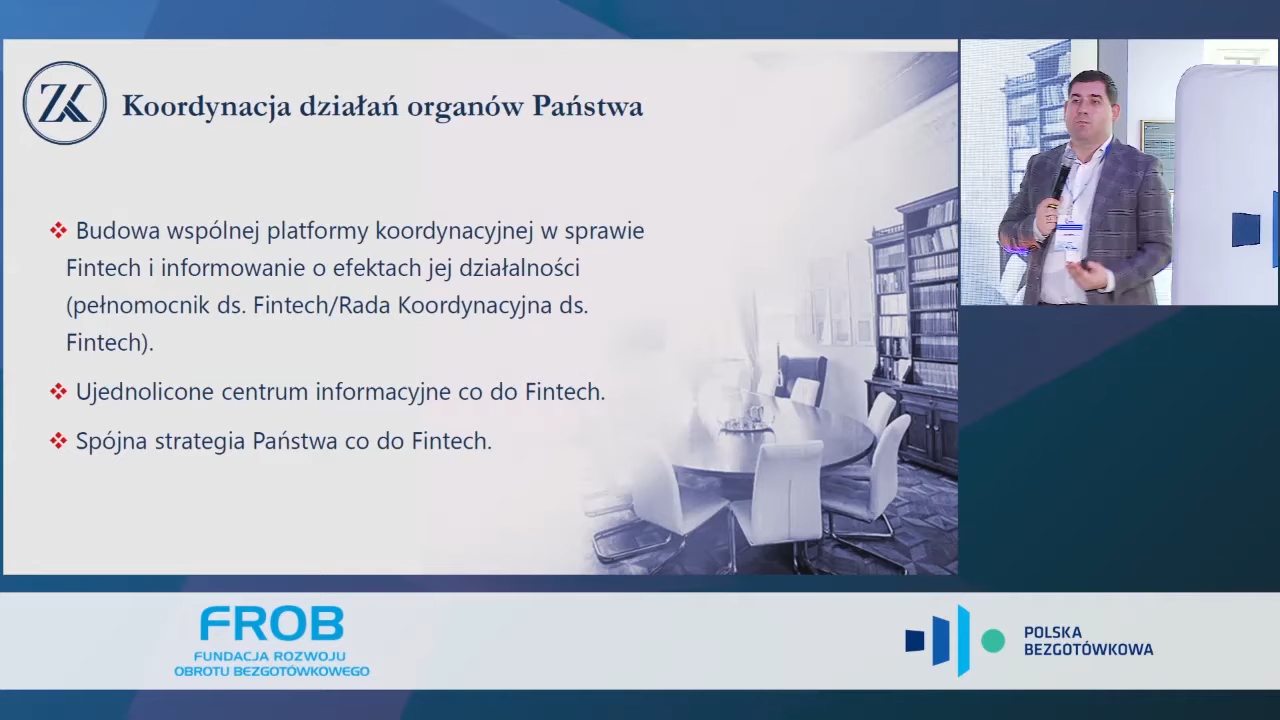 ZK
Koordynacja działań organów Państwa
Budowa wspólnej platformy koordynacyjnej w sprawie
Fintech i informowanie o efektach jej działalności
(pełnomocnik ds. Fintech/Rada Koordynacyjna ds.
Fintech).
Ujednolicone centrum informacyjne co do Fintech.
Spójna strategia Państwa co do Fintech.
FROB
FUNDACJA ROZWOJU
OBROTU BEZGOTÓWKOWEGO
POLSKA
BEZGOTÓWKOWA